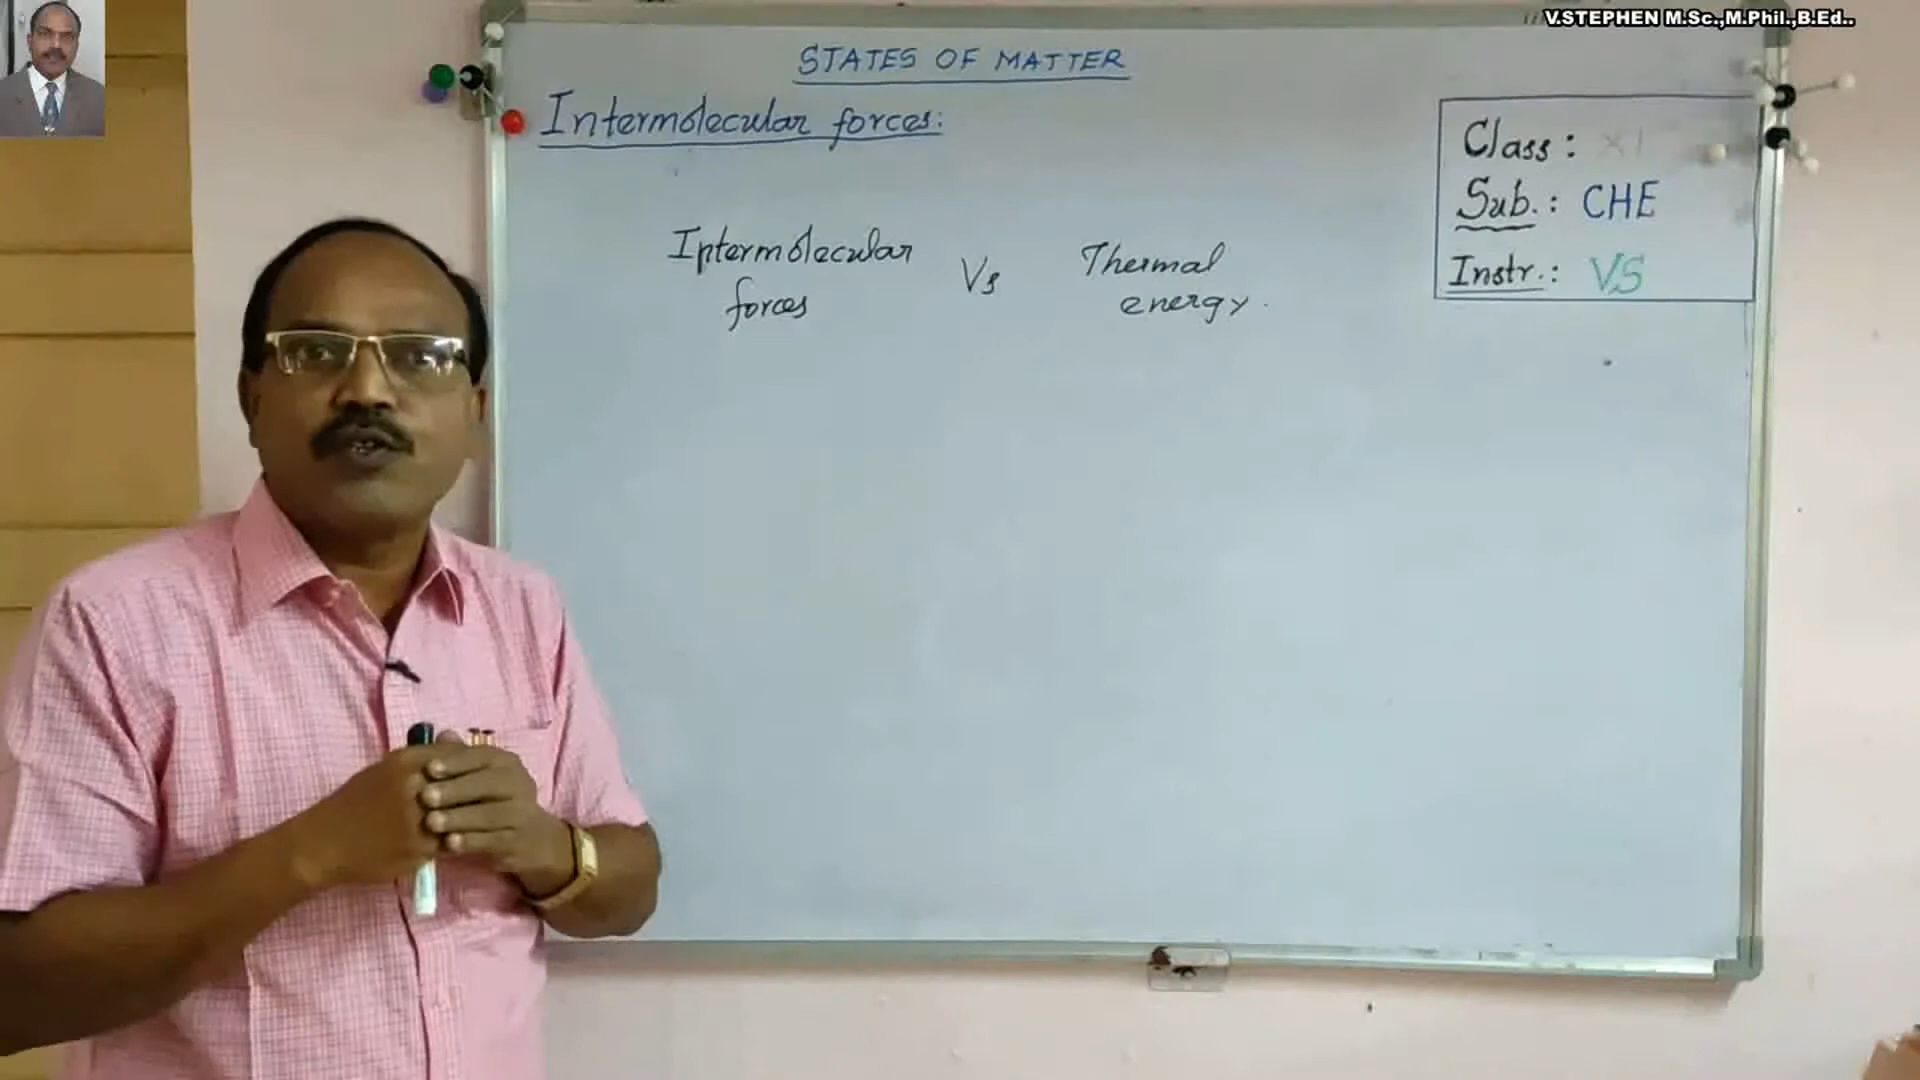 V.STEPHEN M.Sc.,M.Phil.,B.Ed..
STATES OF MATTER
Intermolecular forces:
Class: XI
Sub.: CHE
Instr.: VS
Intermolecular
forces
Vs
Thermal
energy.